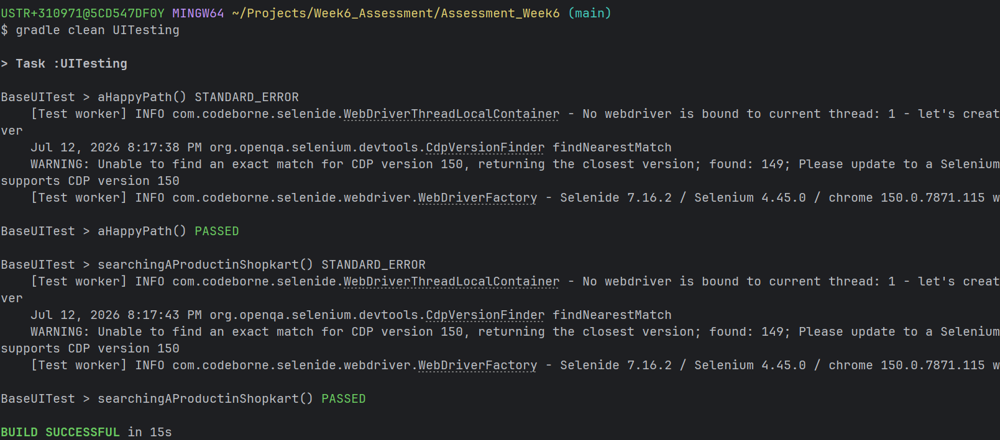 USTR+310971@5CD547DF0Y MINGW64 ~/Projects/Week6_Assessment/Assessment_Week6 (main)
$ gradle clean UITesting
> Task :UITesting
BaseUITest > aHappyPath() STANDARD_ERROR
[Test worker] INFO com.codeborne.selenide.WebDriverThreadLocalContainer - No webdriver is bound to current thread: 1 - let's creat
ver
Jul 12, 2026 8:17:38 PM org.openqa.selenium.devtools.CdpVersionFinder findNearestMatch
WARNING: Unable to find an exact match for CDP version 150, returning the closest version; found: 149; Please update to a Selenium
supports CDP version 150
[Test worker] INFO com.codeborne.selenide.webdriver.WebDriverFactory - Selenide 7.16.2 / Selenium 4.45.0 / chrome 150.0.7871.115 w
BaseUITest > aHappyPath() PASSED
BaseUITest > searchingAProductinShopkart() STANDARD_ERROR
[Test worker] INFO com.codeborne.selenide.WebDriverThreadLocalContainer - No webdriver is bound to current thread: 1 - let's creat
ver
Jul 12, 2026 8:17:43 PM org.openqa.selenium.devtools.CdpVersionFinder findNearestMatch
WARNING: Unable to find an exact match for CDP version 150, returning the closest version; found: 149; Please update to a Selenium
supports CDP version 150
[Test worker] INFO com.codeborne.selenide.webdriver.WebDriverFactory - Selenide 7.16.2 / Selenium 4.45.0 / chrome 150.0.7871.115 w
BaseUITest > searchingAProductinShopkart() PASSED
BUILD SUCCESSFUL in 15s